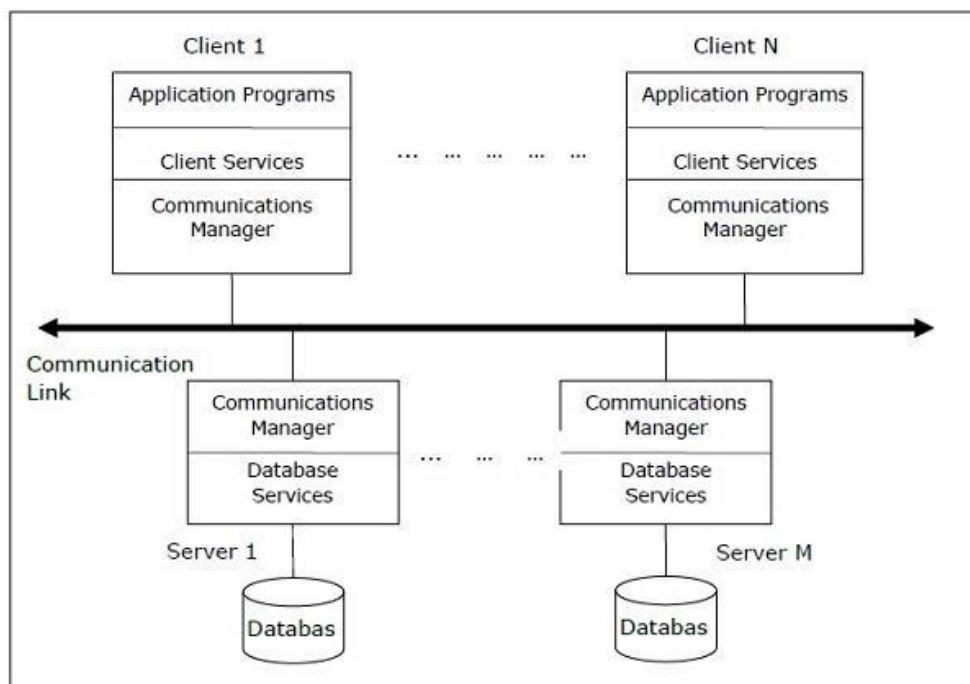 Client 1
Client N
Application Programs
Application Programs
Client Services
... ... ... ... ...
Client Services
Communications
Manager
Communications
Manager
Communication
Link
Communications
Manager
Communications
Manager
... ... ...
Database
Services
Database
Services
Server 1
Server M
Databas
Databas